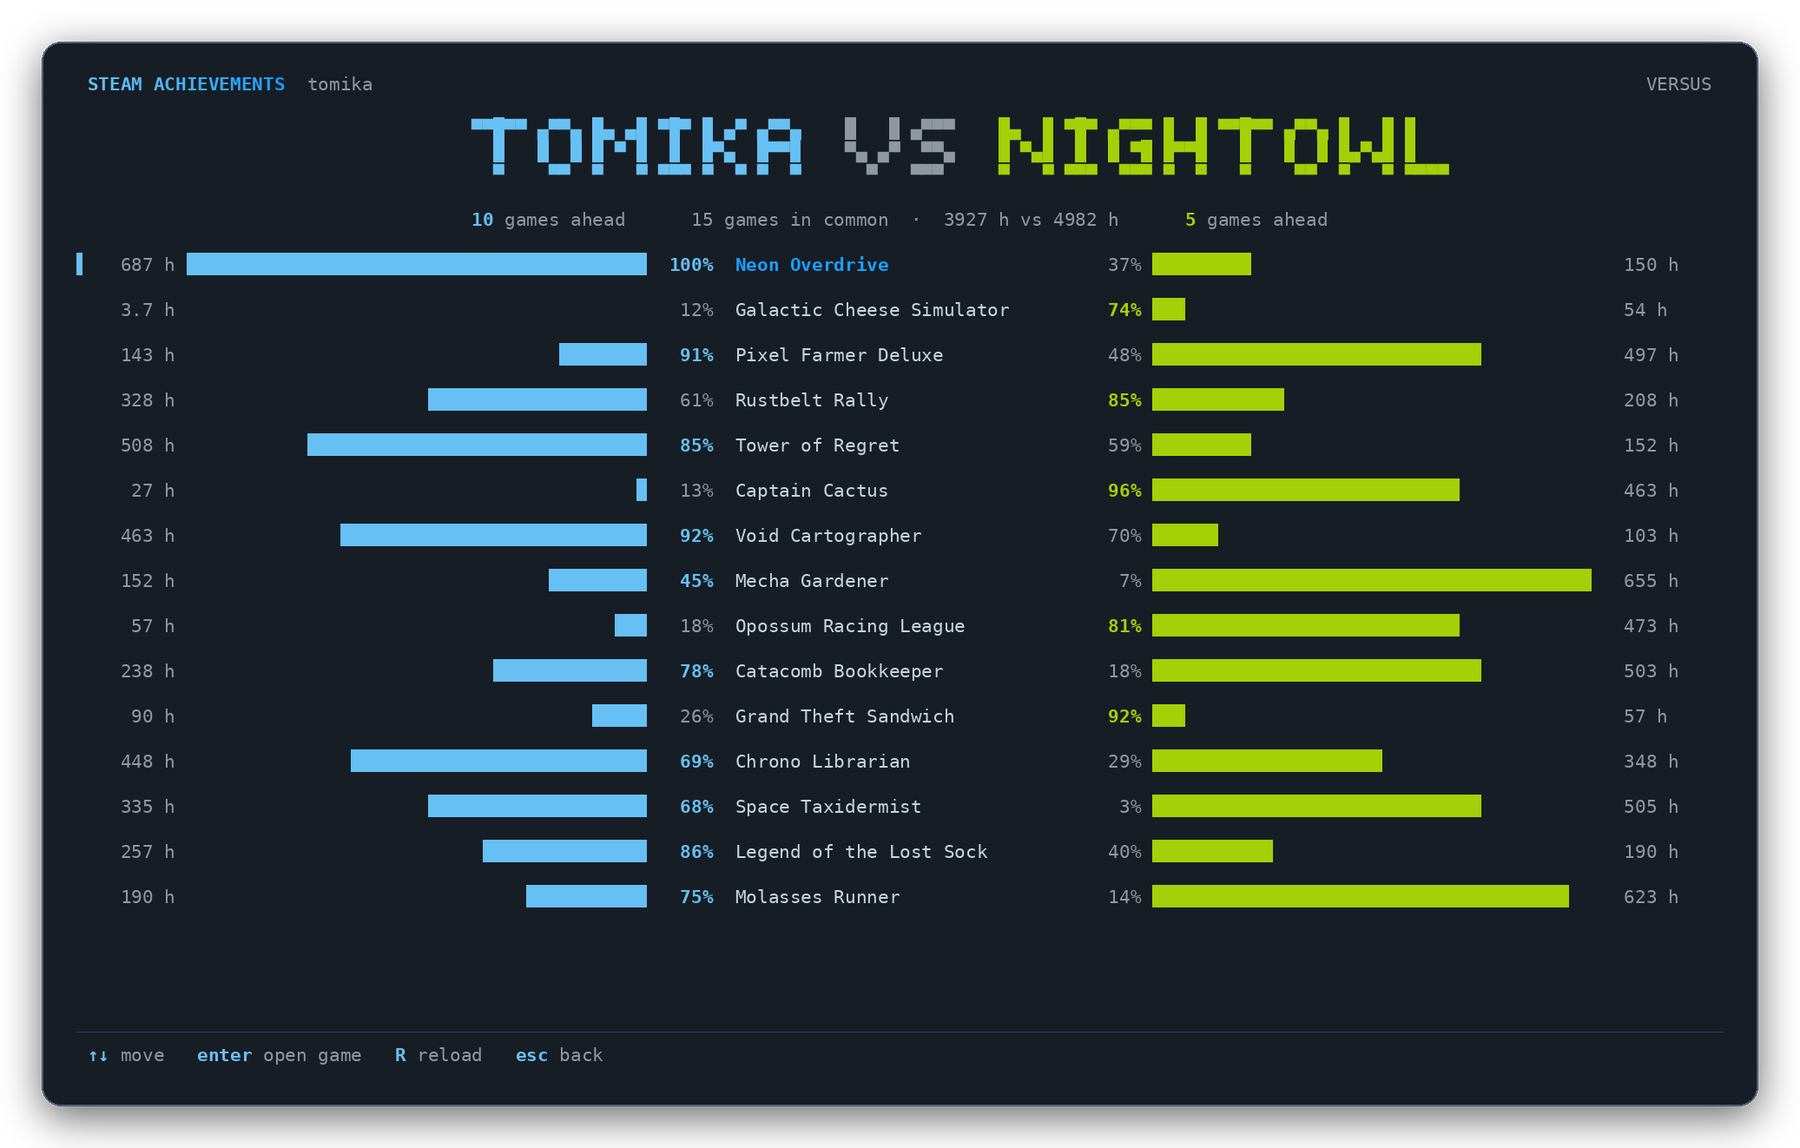 STEAM ACHIEVEMENTS tomika VERSUS
TOMIKA VS NIGHTOWL
10 games ahead 15 games in common · 3927 h vs 4982 h 5 games ahead
687 h 100% Neon Overdrive 37% 150 h
3.7 h 12% Galactic Cheese Simulator 74% 54 h
143 h 91% Pixel Farmer Deluxe 48% 497 h
328 h 61% Rustbelt Rally 85% 208 h
508 h 85% Tower of Regret 59% 152 h
27 h 13% Captain Cactus 96% 463 h
463 h 92% Void Cartographer 70% 103 h
152 h 45% Mecha Gardener 7% 655 h
57 h 18% Opossum Racing League 81% 473 h
238 h 78% Catacomb Bookkeeper 18% 503 h
90 h 26% Grand Theft Sandwich 92% 57 h
448 h 69% Chrono Librarian 29% 348 h
335 h 68% Space Taxidermist 3% 505 h
257 h 86% Legend of the Lost Sock 40% 190 h
190 h 75% Molasses Runner 14% 623 h
↑↓ move enter open game R reload esc back